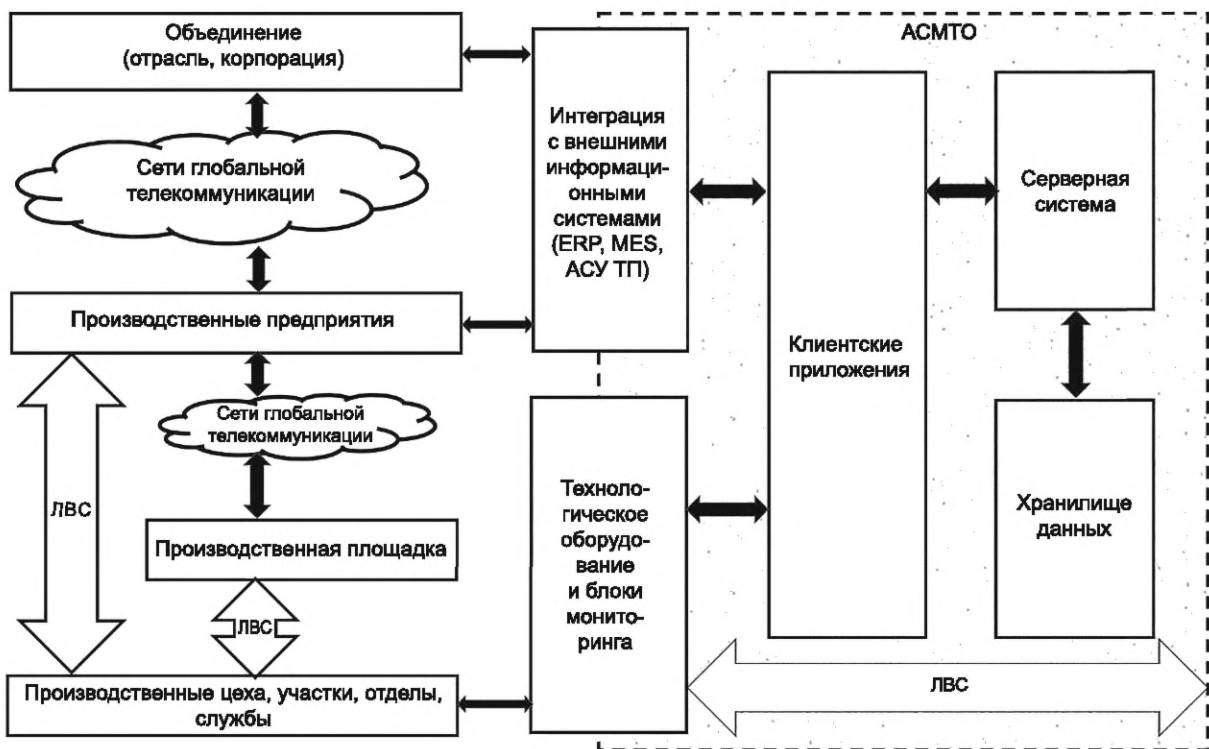 Объединение
(отрасль, корпорация)
Сети глобальной
телекоммуникации
Производственные предприятия
Сети глобальной
телекоммуникации
ЛВС
Производственная площадка
ЛВС
Производственные цеха, участки, отделы,
службы
Интеграция
с внешними
информаци-
онными
системами
(ERP, MES,
АСУ ТП)
Техноло-
гическое
оборудо-
вание
и блоки
монито-
ринга
АСМТО
Клиентские
приложения
Серверная
система
Хранилище
данных
ЛВС